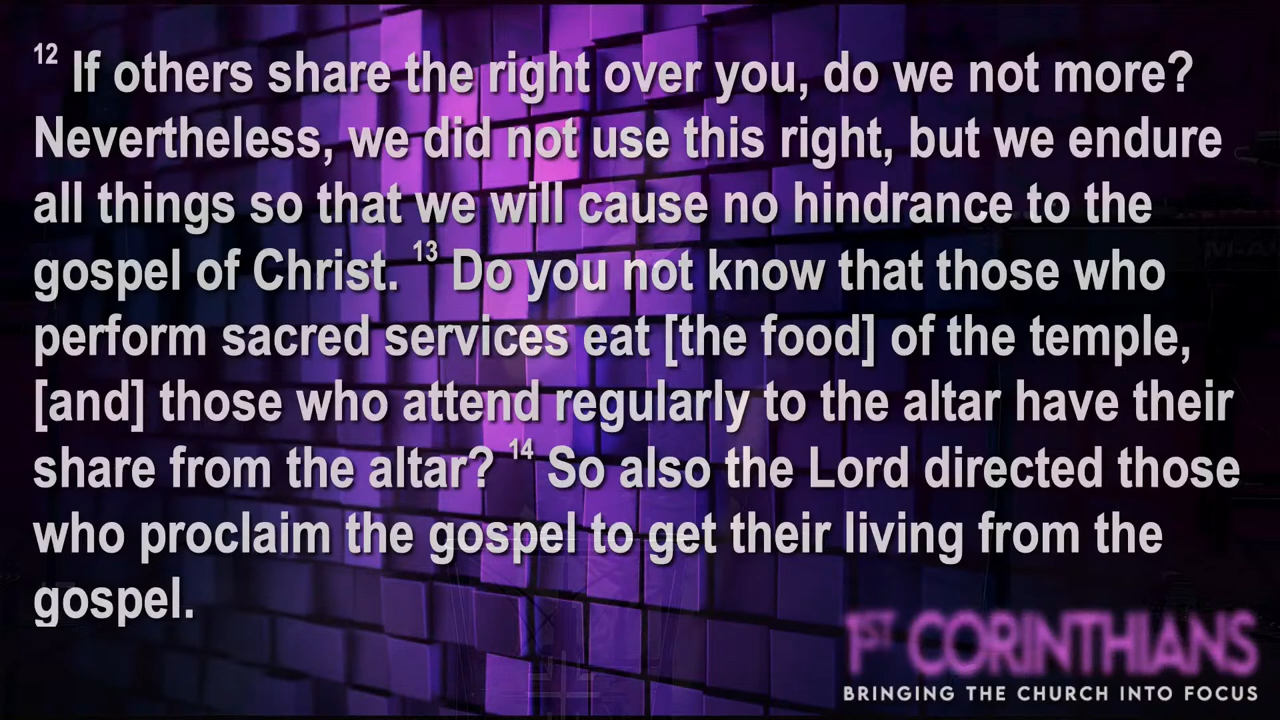 12 If others share the right over you, do we not more?
Nevertheless, we did not use this right, but we endure
all things so that we will cause no hindrance to the
gospel of Christ. 13 Do you not know that those who
perform sacred services eat [the food] of the temple,
[and] those who attend regularly to the altar have their
share from the altar? 14 So also the Lord directed those
who proclaim the gospel to get their living from the
gospel.
1ST CORINTHIANS
BRINGING THE CHURCH INTO FOCUS